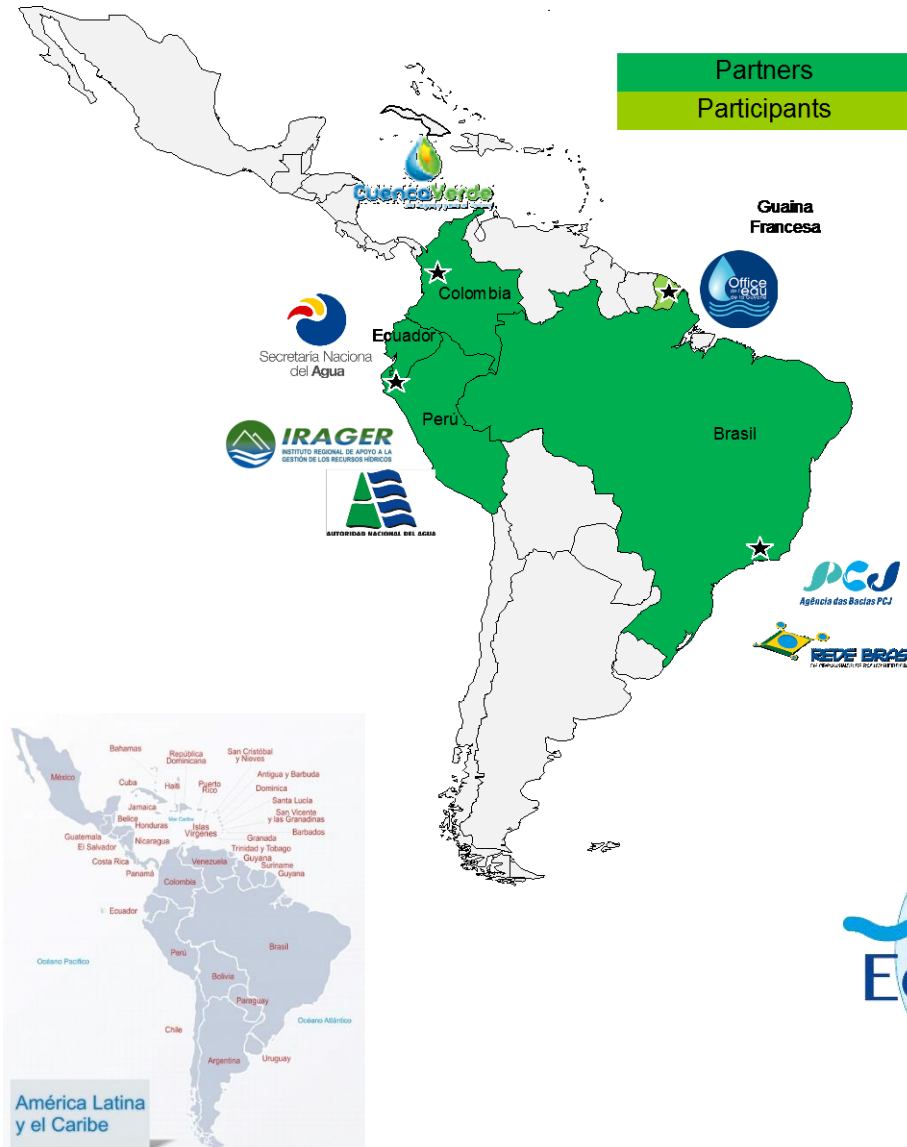 Partners
Participants
CuencaVerde
Guaina
Francesa
Office
de l'eau
de la Guyane
Colombia
Ecuador
Secretaría Naciona
del Agua
Perú
Brasil
IRAGER
INSTITUTO REGIONAL DE APOYO A LA
GESTIÓN DE LOS RECURSOS HÍDRICOS
AUTORIDAD NACIONAL DEL AGUA
PCJ
Agência das Bacias PCJ
REDE BRAS
Bahamas
República
Dominicana
San Cristóbal
y Nieves
México
Cuba
Haití
Puerto
Rico
Antigua y Barbuda
Dominica
Jamaica
Santa Lucía
Belice
Mar Caribe
San Vicente
y las Granadinas
Honduras
Islas
Vírgenes
Barbados
Guatemala
Nicaragua
Granada
El Salvador
Trinidad y Tobago
Costa Rica
Venezuela
Guyana
Suriname
Panamá
Guyana
Colombia
Ecuador
Perú
Brasil
Océano Pacífico
Bolivia
Paraguay
Océano Atlántico
Chile
Argentina
Uruguay
América Latina
y el Caribe
E